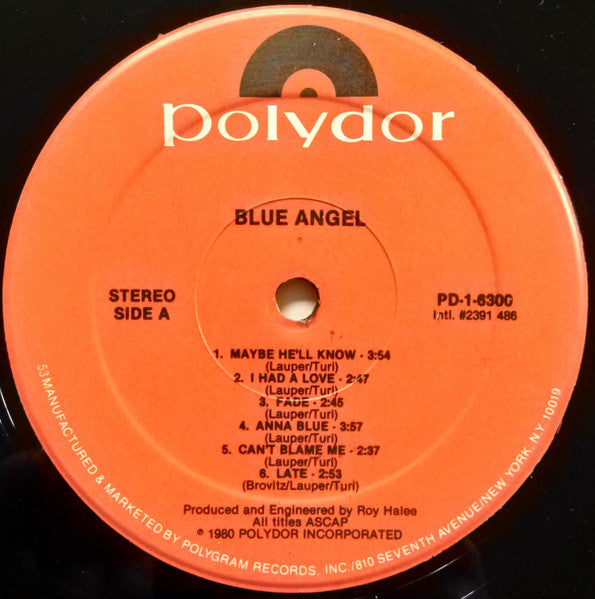 polydor
BLUE ANGEL
STEREO
SIDE A
PD-1-6300
Intl. #2391 486
1. MAYBE HE'LL KNOW - 3:54
(Lauper/Turi)
2. I HAD A LOVE - 2:47
(Lauper/Turi)
3. FADE - 2:45
(Lauper/Turi)
4. ANNA BLUE - 3:57
(Lauper/Turi)
5. CAN'T BLAME ME - 2:37
(Lauper/Turi)
6. LATE - 2:53
(Brovitz/Lauper/Turi)
Produced and Engineered by Roy Halee
All titles ASCAP
℗ 1980 POLYDOR INCORPORATED
53 MANUFACTURED & MARKETED BY POLYGRAM RECORDS, INC./810 SEVENTH AVENUE/NEW YORK, N.Y. 10019